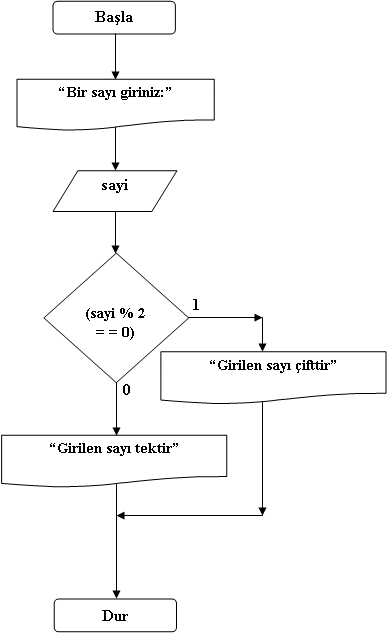 Başla
“Bir sayı giriniz:”
sayi
(sayi % 2
= = 0)
1
“Girilen sayı çifttir”
0
“Girilen sayı tektir”
Dur